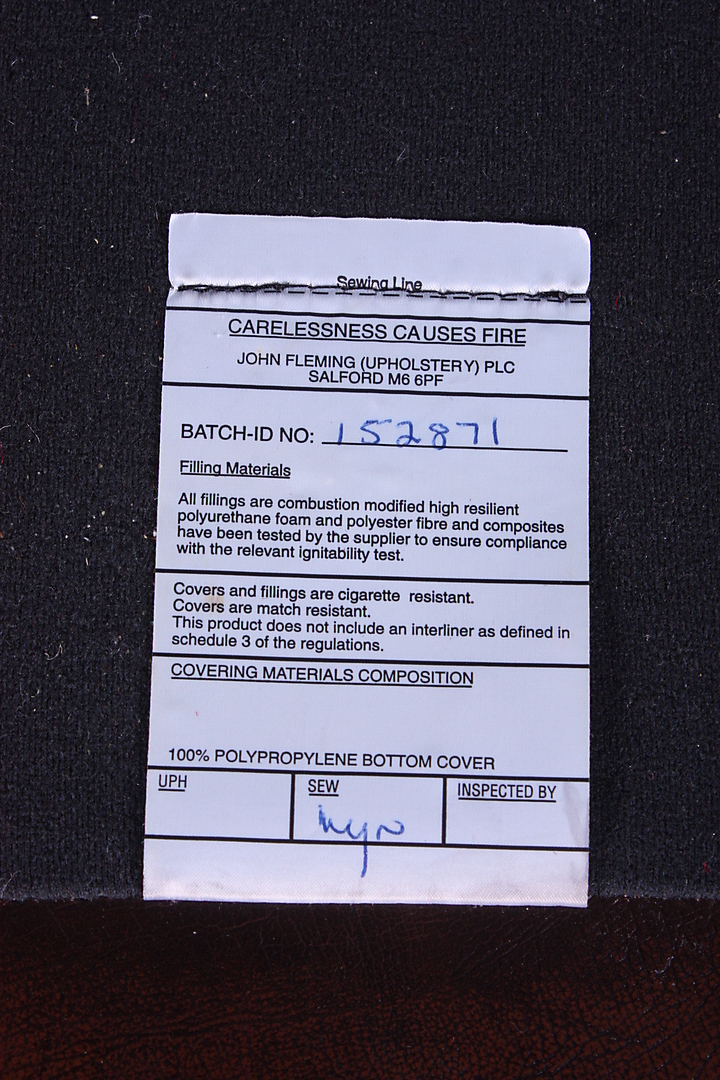 Sewing Line
CARELESSNESS CAUSES FIRE
JOHN FLEMING (UPHOLSTERY) PLC
SALFORD M6 6PF
BATCH-ID NO: 152871
Filling Materials
All fillings are combustion modified high resilient
polyurethane foam and polyester fibre and composites
have been tested by the supplier to ensure compliance
with the relevant ignitability test.
Covers and fillings are cigarette resistant.
Covers are match resistant.
This product does not include an interliner as defined in
schedule 3 of the regulations.
COVERING MATERIALS COMPOSITION
100% POLYPROPYLENE BOTTOM COVER
UPH
SEW
INSPECTED BY